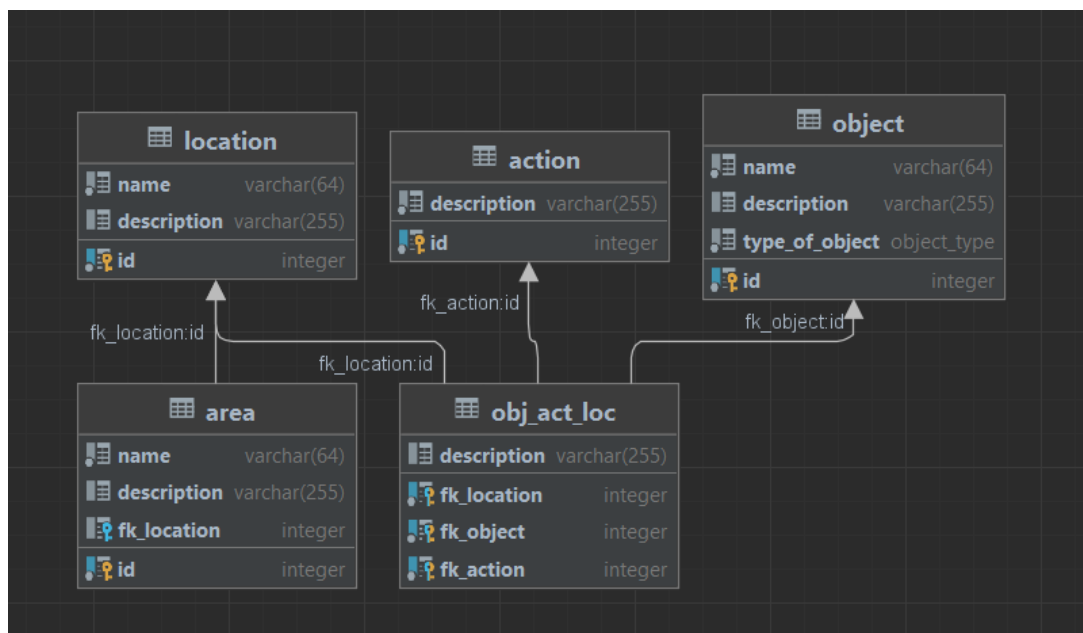 location
name varchar(64)
description varchar(255)
id integer
action
description varchar(255)
id integer
object
name varchar(64)
description varchar(255)
type_of_object object_type
id integer
fk_location:id
fk_location:id
fk_action:id
fk_object:id
area
name varchar(64)
description varchar(255)
fk_location integer
id integer
obj_act_loc
description varchar(255)
fk_location integer
fk_object integer
fk_action integer